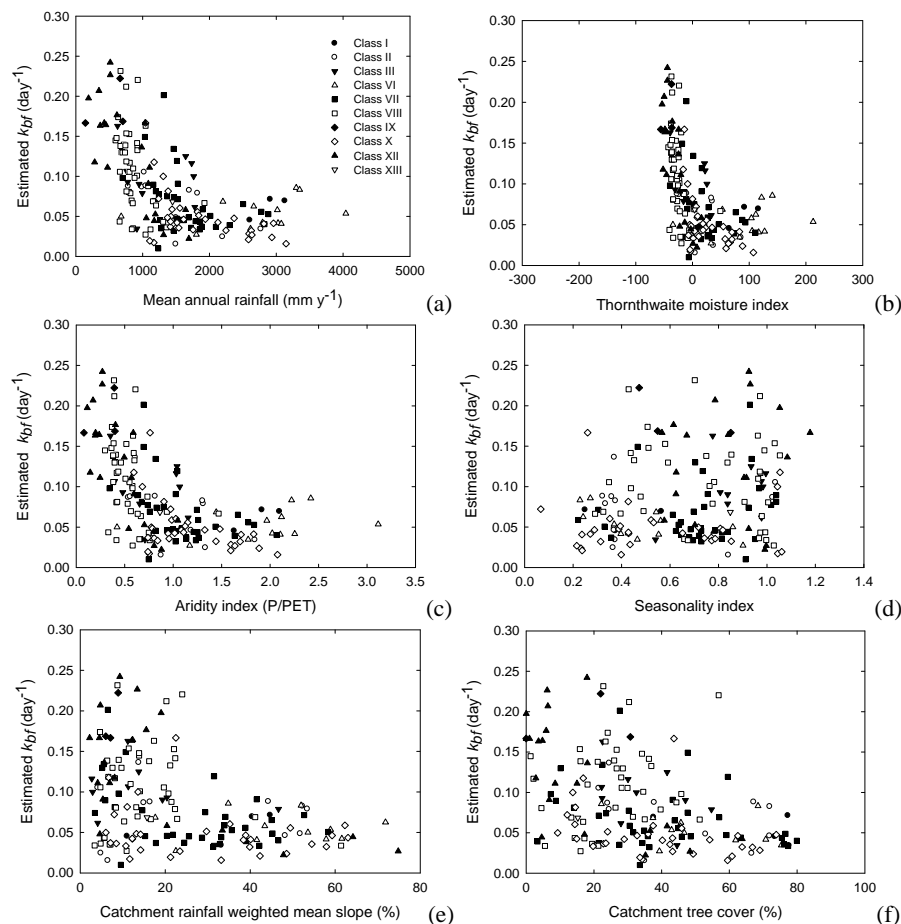 0.30
0.25
0.20
0.15
0.10
0.05
0.00
Estimated kbf (day-1)
0 1000 2000 3000 4000 5000
Mean annual rainfall (mm y-1)
(a)
Class I
Class II
Class III
Class VI
Class VII
Class VIII
Class IX
Class X
Class XII
Class XIII
0.30
0.25
0.20
0.15
0.10
0.05
0.00
Estimated kbf (day-1)
-300 -200 -100 0 100 200 300
Thornthwaite moisture index
(b)
0.30
0.25
0.20
0.15
0.10
0.05
0.00
Estimated kbf (day-1)
0.0 0.5 1.0 1.5 2.0 2.5 3.0 3.5
Aridity index (P/PET)
(c)
0.30
0.25
0.20
0.15
0.10
0.05
0.00
Estimated kbf (day-1)
0.0 0.2 0.4 0.6 0.8 1.0 1.2 1.4
Seasonality index
(d)
0.30
0.25
0.20
0.15
0.10
0.05
0.00
Estimated kbf (day-1)
0 20 40 60 80
Catchment rainfall weighted mean slope (%)
(e)
0.30
0.25
0.20
0.15
0.10
0.05
0.00
Estimated kbf (day-1)
0 20 40 60 80 100
Catchment tree cover (%)
(f)